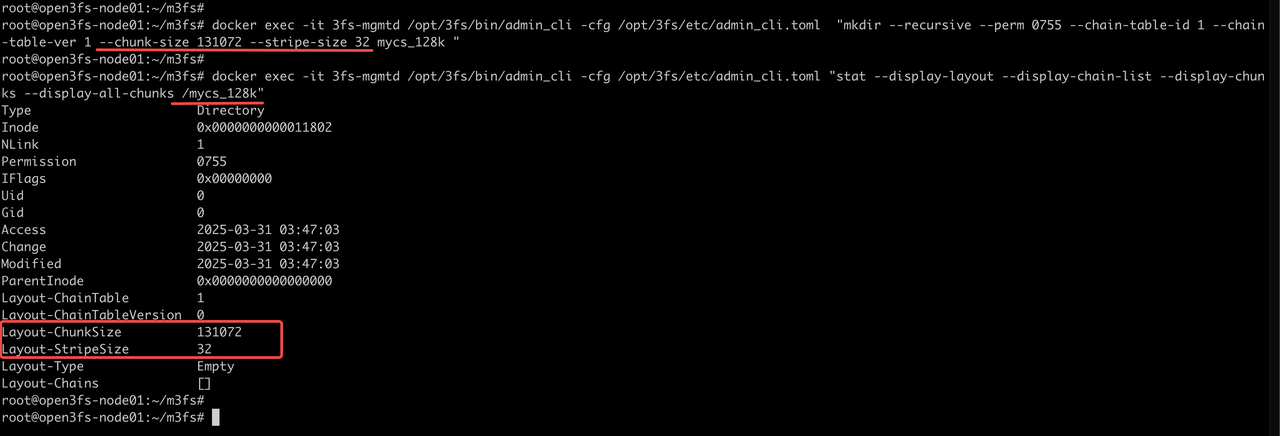 root@open3fs-node01:~/m3fs#
root@open3fs-node01:~/m3fs# docker exec -it 3fs-mgmtd /opt/3fs/bin/admin_cli -cfg /opt/3fs/etc/admin_cli.toml  "mkdir --recursive --perm 0755 --chain-table-id 1 --chain
-table-ver 1 --chunk-size 131072 --stripe-size 32 mycs_128k "
root@open3fs-node01:~/m3fs#
root@open3fs-node01:~/m3fs# docker exec -it 3fs-mgmtd /opt/3fs/bin/admin_cli -cfg /opt/3fs/etc/admin_cli.toml "stat --display-layout --display-chain-list --display-chun
ks --display-all-chunks /mycs_128k"
Type                    Directory
Inode                   0x0000000000011802
NLink                   1
Permission              0755
IFlags                  0x00000000
Uid                     0
Gid                     0
Access                  2025-03-31 03:47:03
Change                  2025-03-31 03:47:03
Modified                2025-03-31 03:47:03
ParentInode             0x0000000000000000
Layout-ChainTable       1
Layout-ChainTableVersion  0
Layout-ChunkSize        131072
Layout-StripeSize       32
Layout-Type             Empty
Layout-Chains           []
root@open3fs-node01:~/m3fs#
root@open3fs-node01:~/m3fs#